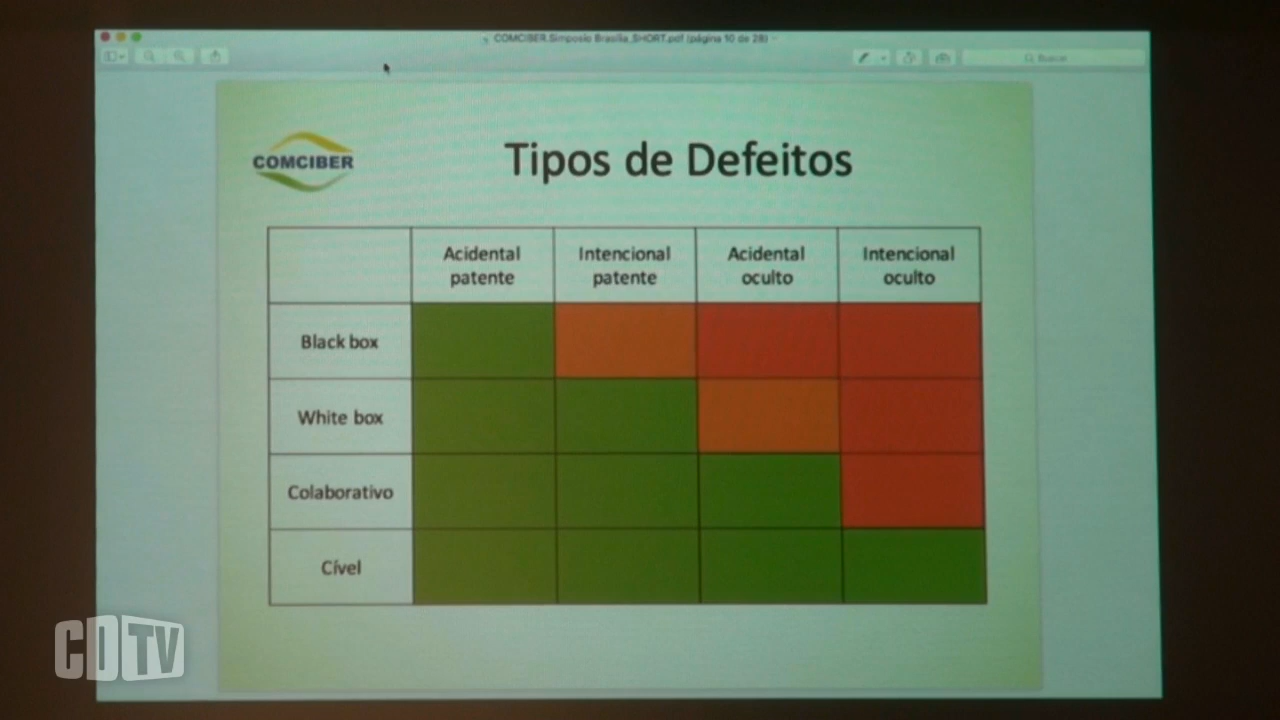 COMCIBER.Simposio Brasilia_SHORT.pdf (página 10 de 28)
Buscar
COMCIBER
Tipos de Defeitos
Acidental patente
Intencional patente
Acidental oculto
Intencional oculto
Black box
White box
Colaborativo
Cível
CDTV